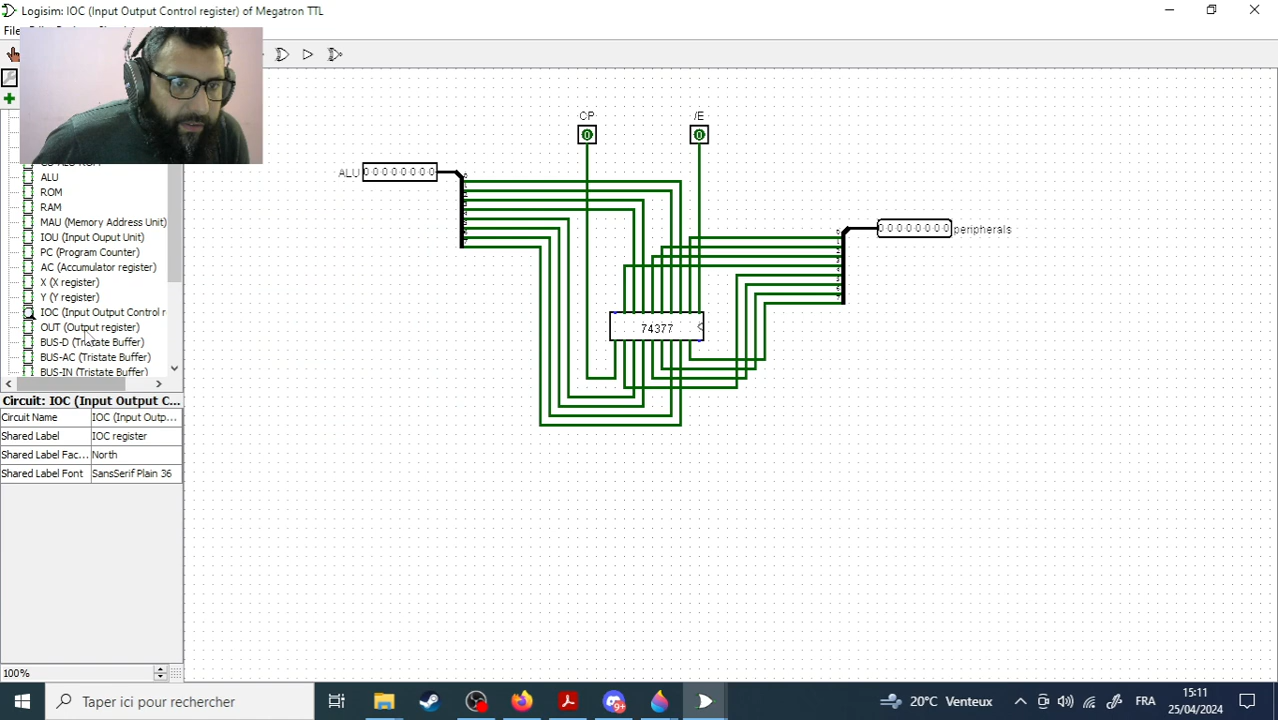 Logisim: IOC (Input Output Control register) of Megatron TTL
File
CP
/E
ALU
0 0 0 0 0 0 0 0
0
0
0 0 0 0 0 0 0 0
peripherals
74377
ALU
ROM
RAM
MAU (Memory Address Unit)
IOU (Input Ouput Unit)
PC (Program Counter)
AC (Accumulator register)
X (X register)
Y (Y register)
IOC (Input Output Control r
OUT (Output register)
BUS-D (Tristate Buffer)
BUS-AC (Tristate Buffer)
BUS-IN (Tristate Buffer)
Circuit: IOC (Input Output C...
Circuit Name IOC (Input Outp...
Shared Label IOC register
Shared Label Fac... North
Shared Label Font SansSerif Plain 36
100%
Taper ici pour rechercher
9+
20°C Venteux
FRA
15:11
25/04/2024